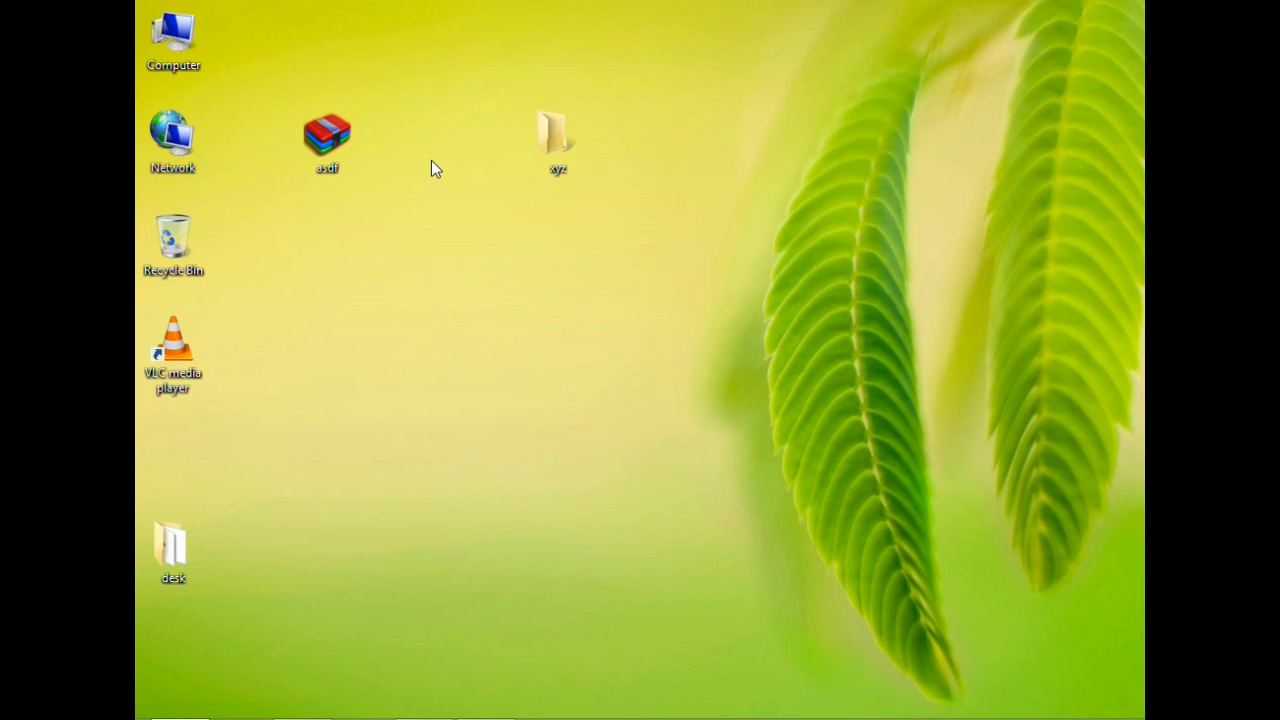 Computer
Network
asdf
xyz
Recycle Bin
VLC media
player
desk